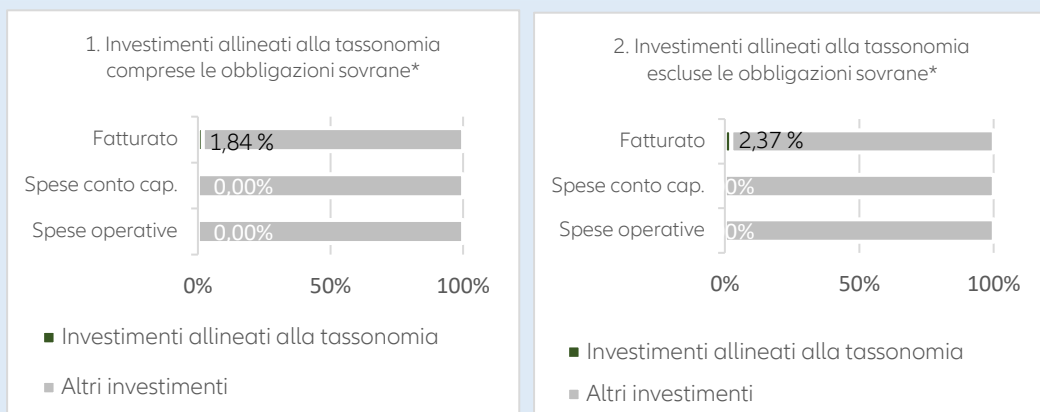 1. Investimenti allineati alla tassonomia
comprese le obbligazioni sovrane*
Fatturato
1,84 %
Spese conto cap.
0,00%
Spese operative
0,00%
0%
50%
100%
Investimenti allineati alla tassonomia
Altri investimenti
2. Investimenti allineati alla tassonomia
escluse le obbligazioni sovrane*
Fatturato
2,37 %
Spese conto cap.
0%
Spese operative
0%
0%
50%
100%
Investimenti allineati alla tassonomia
Altri investimenti